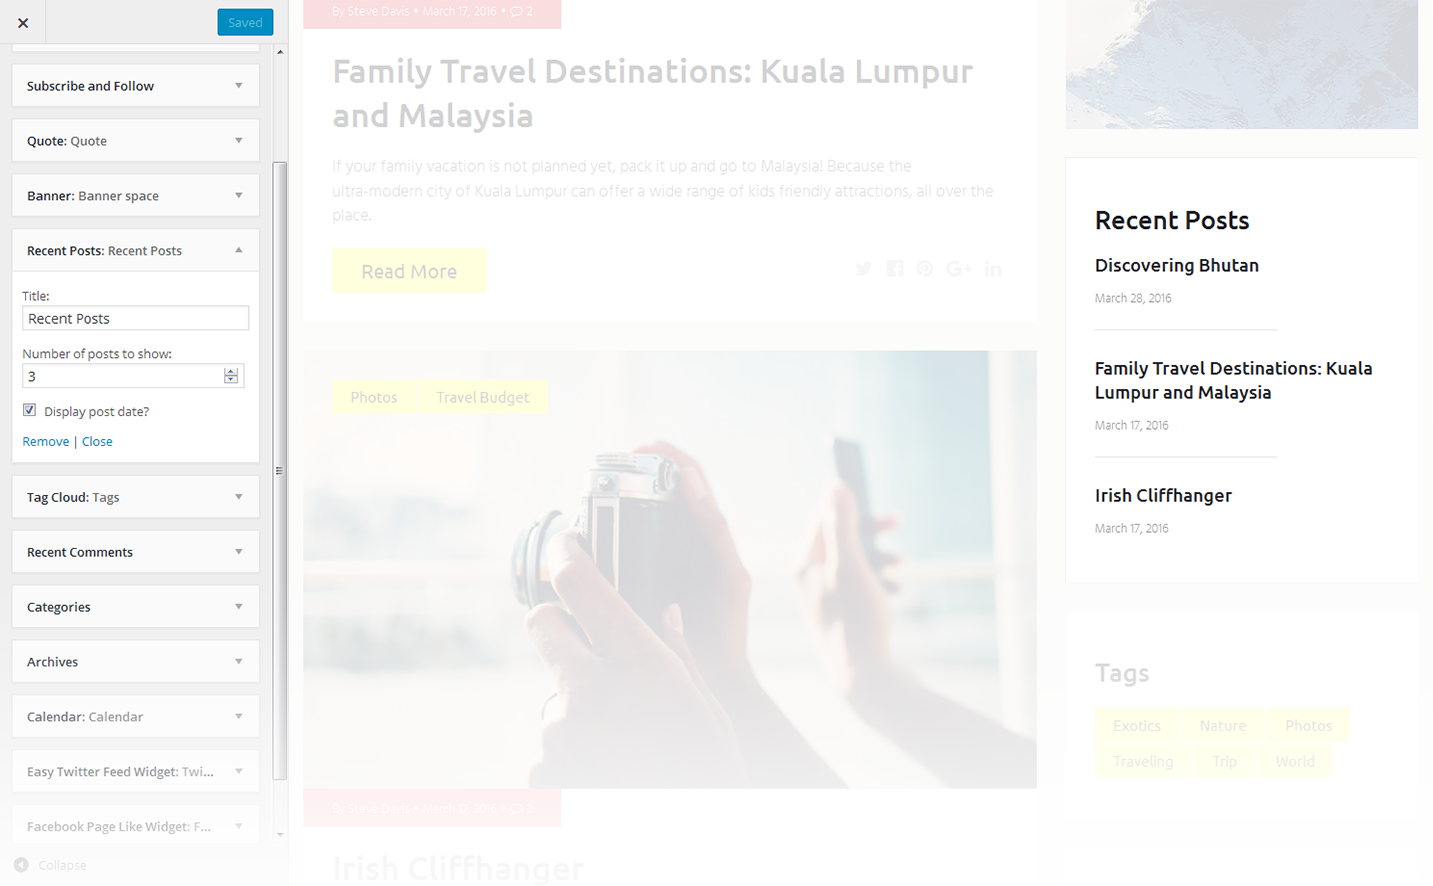 Saved
Subscribe and Follow
Quote: Quote
Banner: Banner space
Recent Posts: Recent Posts
Title:
Recent Posts
Number of posts to show:
3
Display post date?
Remove | Close
Tag Cloud: Tags
Recent Comments
Categories
Archives
Calendar: Calendar
Easy Twitter Feed Widget: Twi...
Facebook Page Like Widget: F...
Collapse
By Steve Davis • March 17, 2016 • 2
Family Travel Destinations: Kuala Lumpur
and Malaysia
If your family vacation is not planned yet, pack it up and go to Malaysia! Because the
ultra-modern city of Kuala Lumpur can offer a wide range of kids friendly attractions, all over the
place.
Read More
Photos
Travel Budget
By Steve Davis • March 17, 2016 • 2
Irish Cliffhanger
Recent Posts
Discovering Bhutan
March 28, 2016
Family Travel Destinations: Kuala
Lumpur and Malaysia
March 17, 2016
Irish Cliffhanger
March 17, 2016
Tags
Exotics Nature Photos
Traveling Trip World